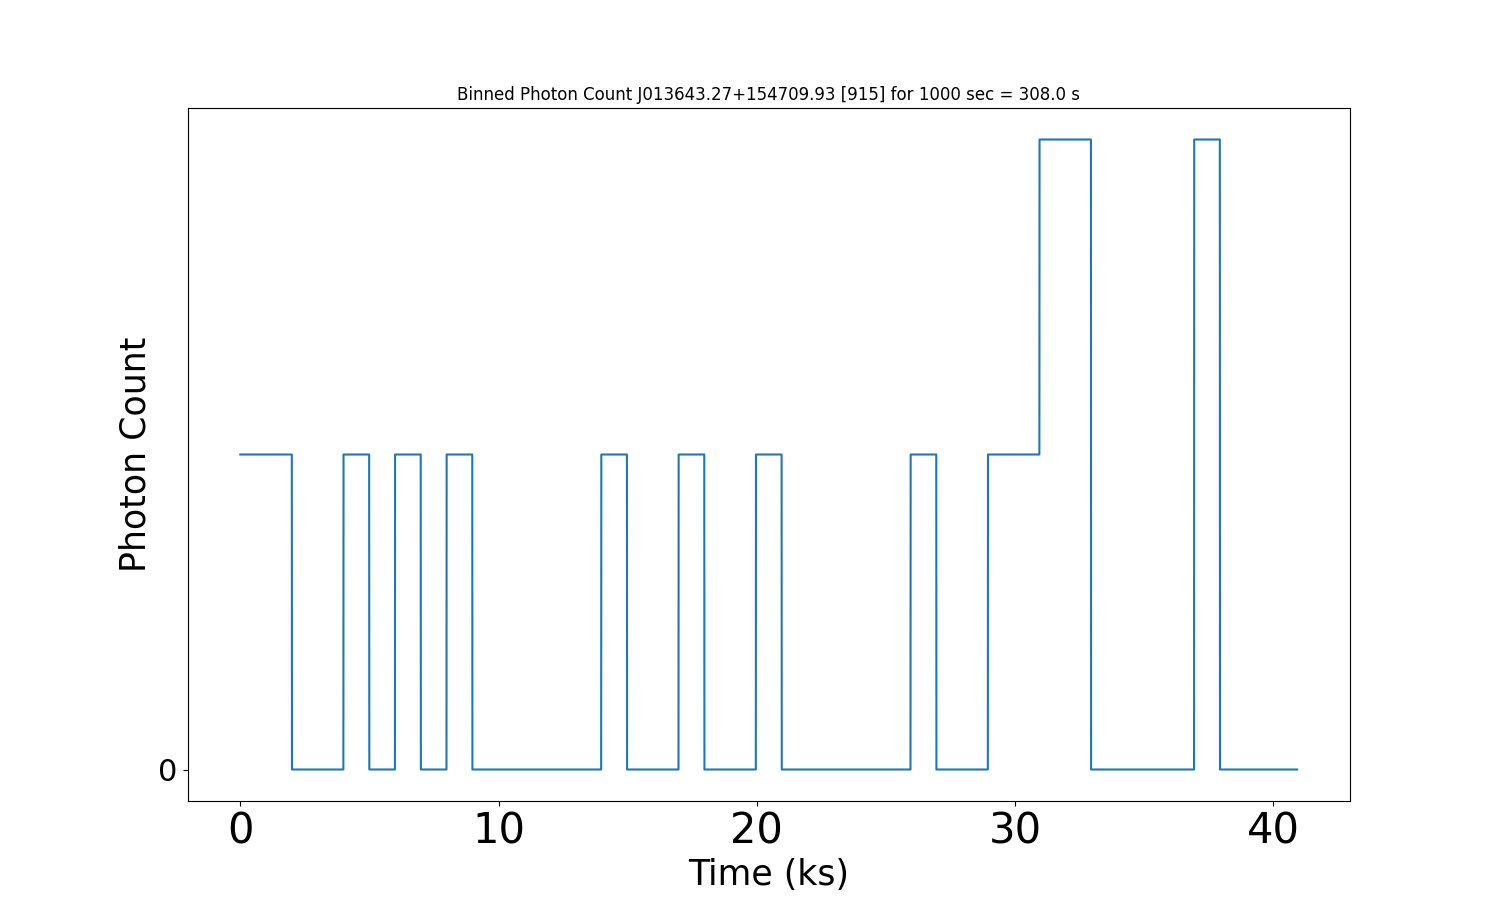 Binned Photon Count J013643.27+154709.93 [915] for 1000 sec = 308.0 s
Photon Count
0
0 10 20 30 40
Time (ks)